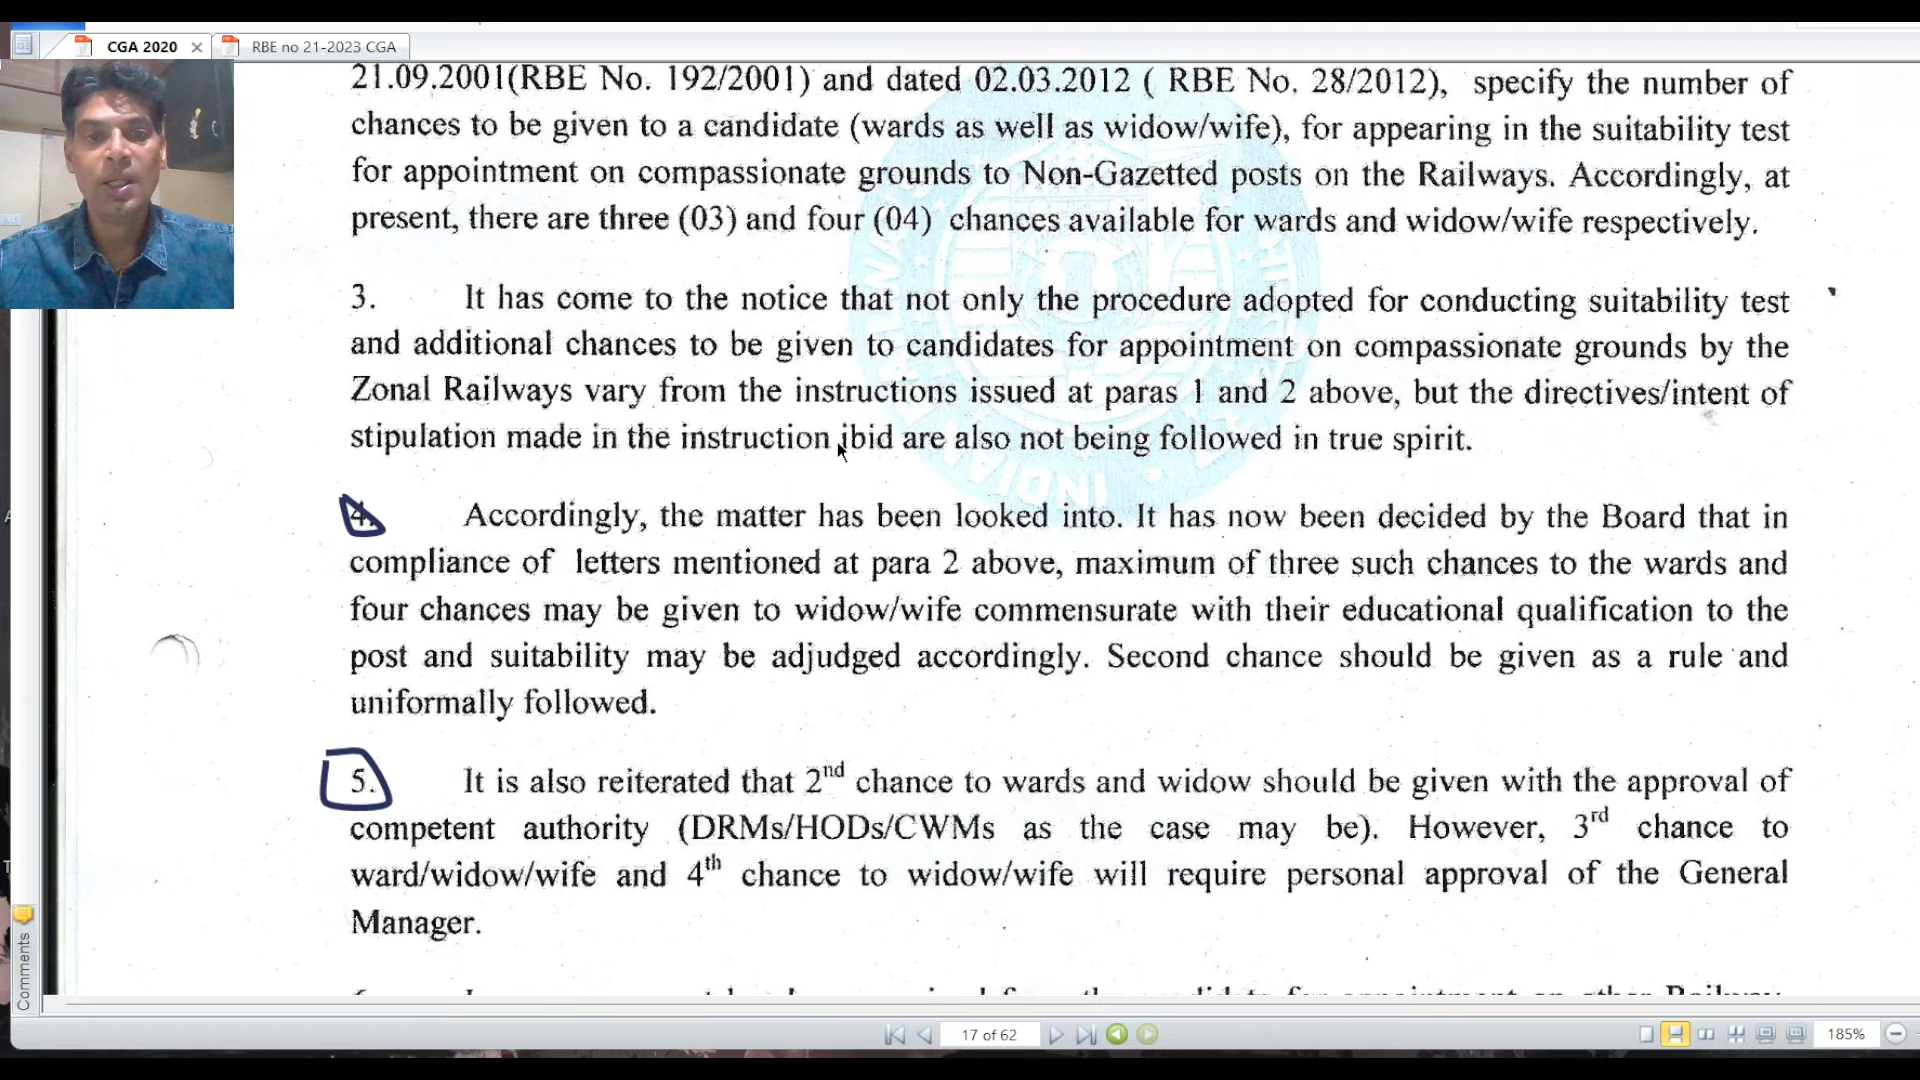 CGA 2020
RBE no 21-2023 CGA
21.09.2001(RBE No. 192/2001) and dated 02.03.2012 ( RBE No. 28/2012), specify the number of
chances to be given to a candidate (wards as well as widow/wife), for appearing in the suitability test
for appointment on compassionate grounds to Non-Gazetted posts on the Railways. Accordingly, at
present, there are three (03) and four (04) chances available for wards and widow/wife respectively.
3. It has come to the notice that not only the procedure adopted for conducting suitability test
and additional chances to be given to candidates for appointment on compassionate grounds by the
Zonal Railways vary from the instructions issued at paras 1 and 2 above, but the directives/intent of
stipulation made in the instruction ibid are also not being followed in true spirit.
4. Accordingly, the matter has been looked into. It has now been decided by the Board that in
compliance of letters mentioned at para 2 above, maximum of three such chances to the wards and
four chances may be given to widow/wife commensurate with their educational qualification to the
post and suitability may be adjudged accordingly. Second chance should be given as a rule and
uniformally followed.
5. It is also reiterated that 2nd chance to wards and widow should be given with the approval of
competent authority (DRMs/HODs/CWMs as the case may be). However, 3rd chance to
ward/widow/wife and 4th chance to widow/wife will require personal approval of the General
Manager.
Comments
17 of 62
185%